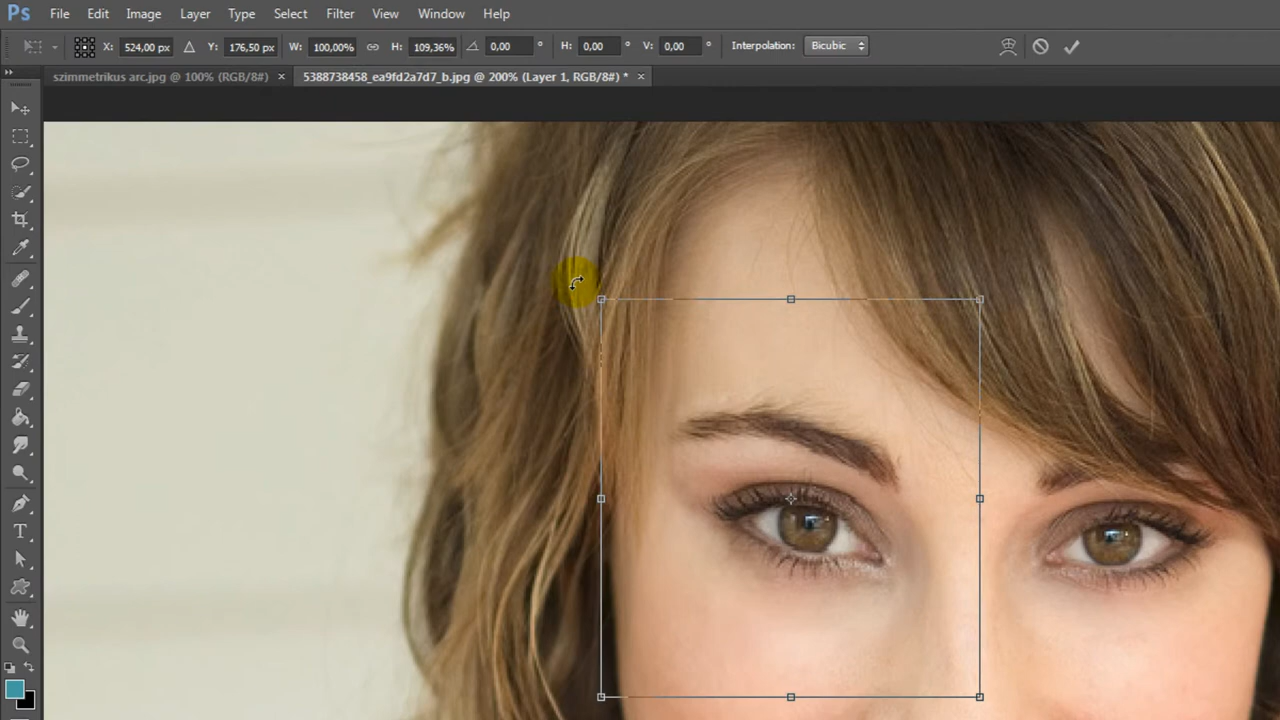 Ps File Edit Image Layer Type Select Filter View Window Help
X: 524,00 px Y: 176,50 px W: 100,00% H: 109,36% 0,00 ° H: 0,00 ° V: 0,00 ° Interpolation: Bicubic
szimmetrikus arc.jpg @ 100% (RGB/8#) × 5388738458_ea9fd2a7d7_b.jpg @ 200% (Layer 1, RGB/8#) * ×
T